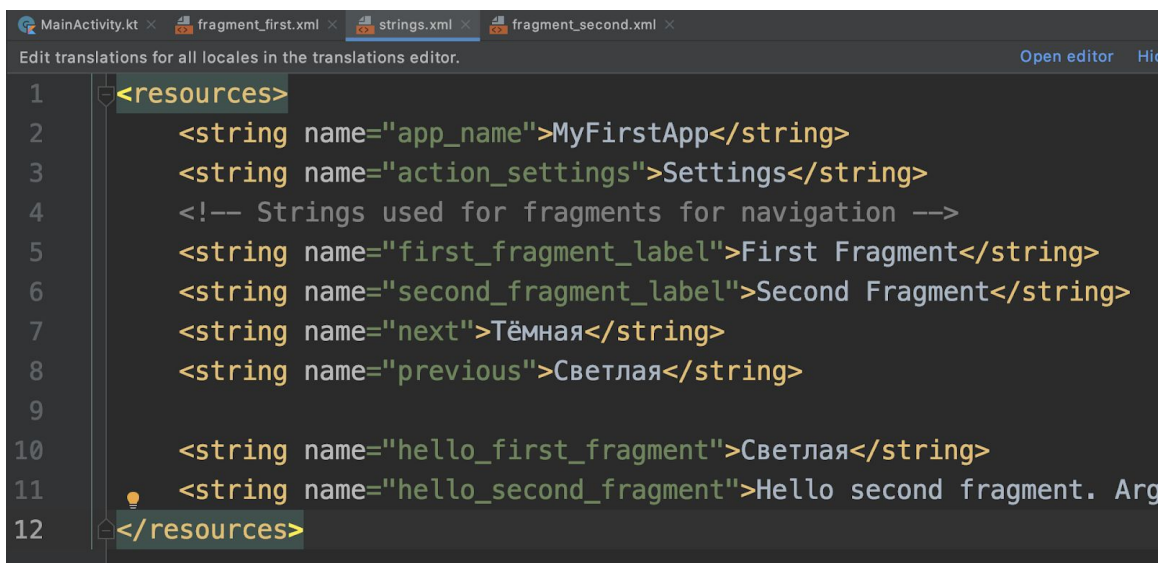 MainActivity.kt fragment_first.xml strings.xml fragment_second.xml
Edit translations for all locales in the translations editor. Open editor
1 <resources>
2 <string name="app_name">MyFirstApp</string>
3 <string name="action_settings">Settings</string>
4 <!-- Strings used for fragments for navigation -->
5 <string name="first_fragment_label">First Fragment</string>
6 <string name="second_fragment_label">Second Fragment</string>
7 <string name="next">Тёмная</string>
8 <string name="previous">Светлая</string>
9
10 <string name="hello_first_fragment">Светлая</string>
11 <string name="hello_second_fragment">Hello second fragment. Arg
12 </resources>